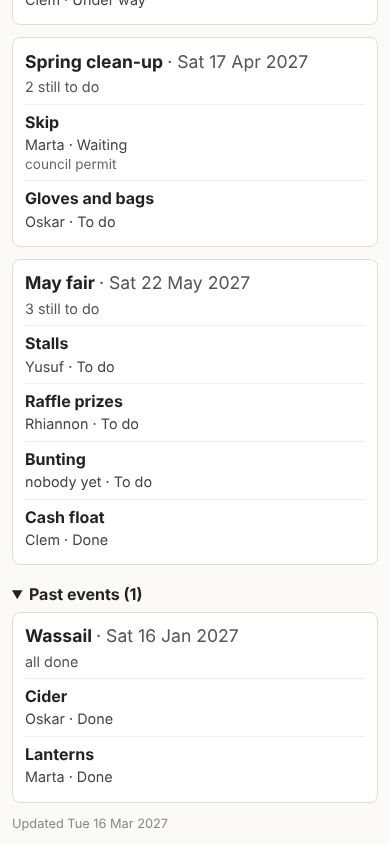 Clem · Under way
Spring clean-up · Sat 17 Apr 2027
2 still to do
Skip
Marta · Waiting
council permit
Gloves and bags
Oskar · To do
May fair · Sat 22 May 2027
3 still to do
Stalls
Yusuf · To do
Raffle prizes
Rhiannon · To do
Bunting
nobody yet · To do
Cash float
Clem · Done
▼ Past events (1)
Wassail · Sat 16 Jan 2027
all done
Cider
Oskar · Done
Lanterns
Marta · Done
Updated Tue 16 Mar 2027